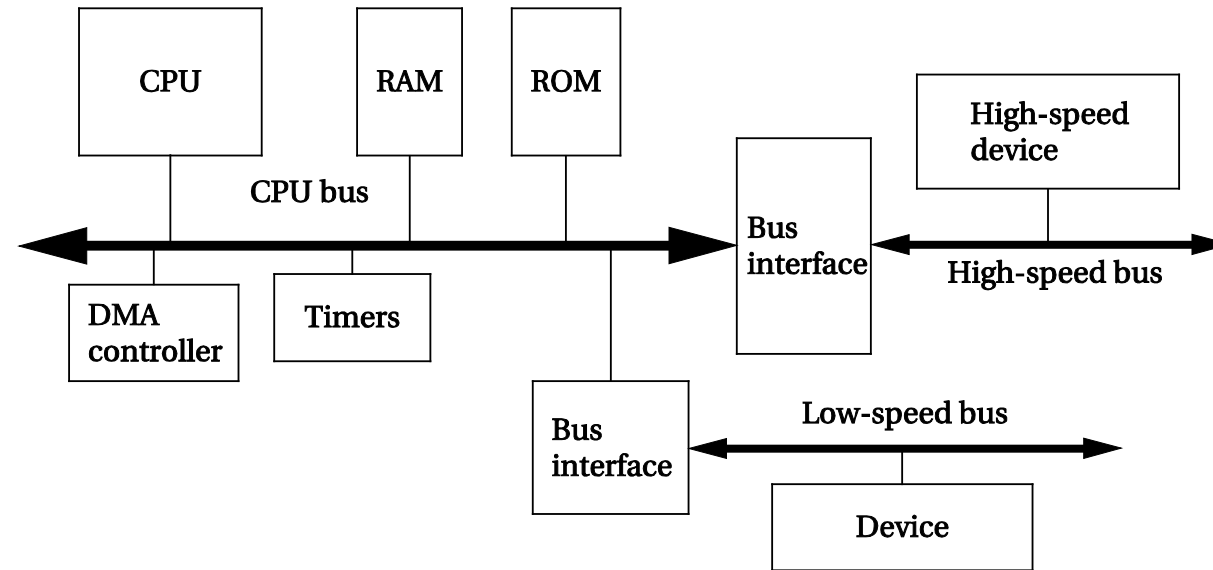 CPU
RAM
ROM
High-speed
device
CPU bus
Bus
interface
High-speed bus
DMA
controller
Timers
Low-speed bus
Bus
interface
Device